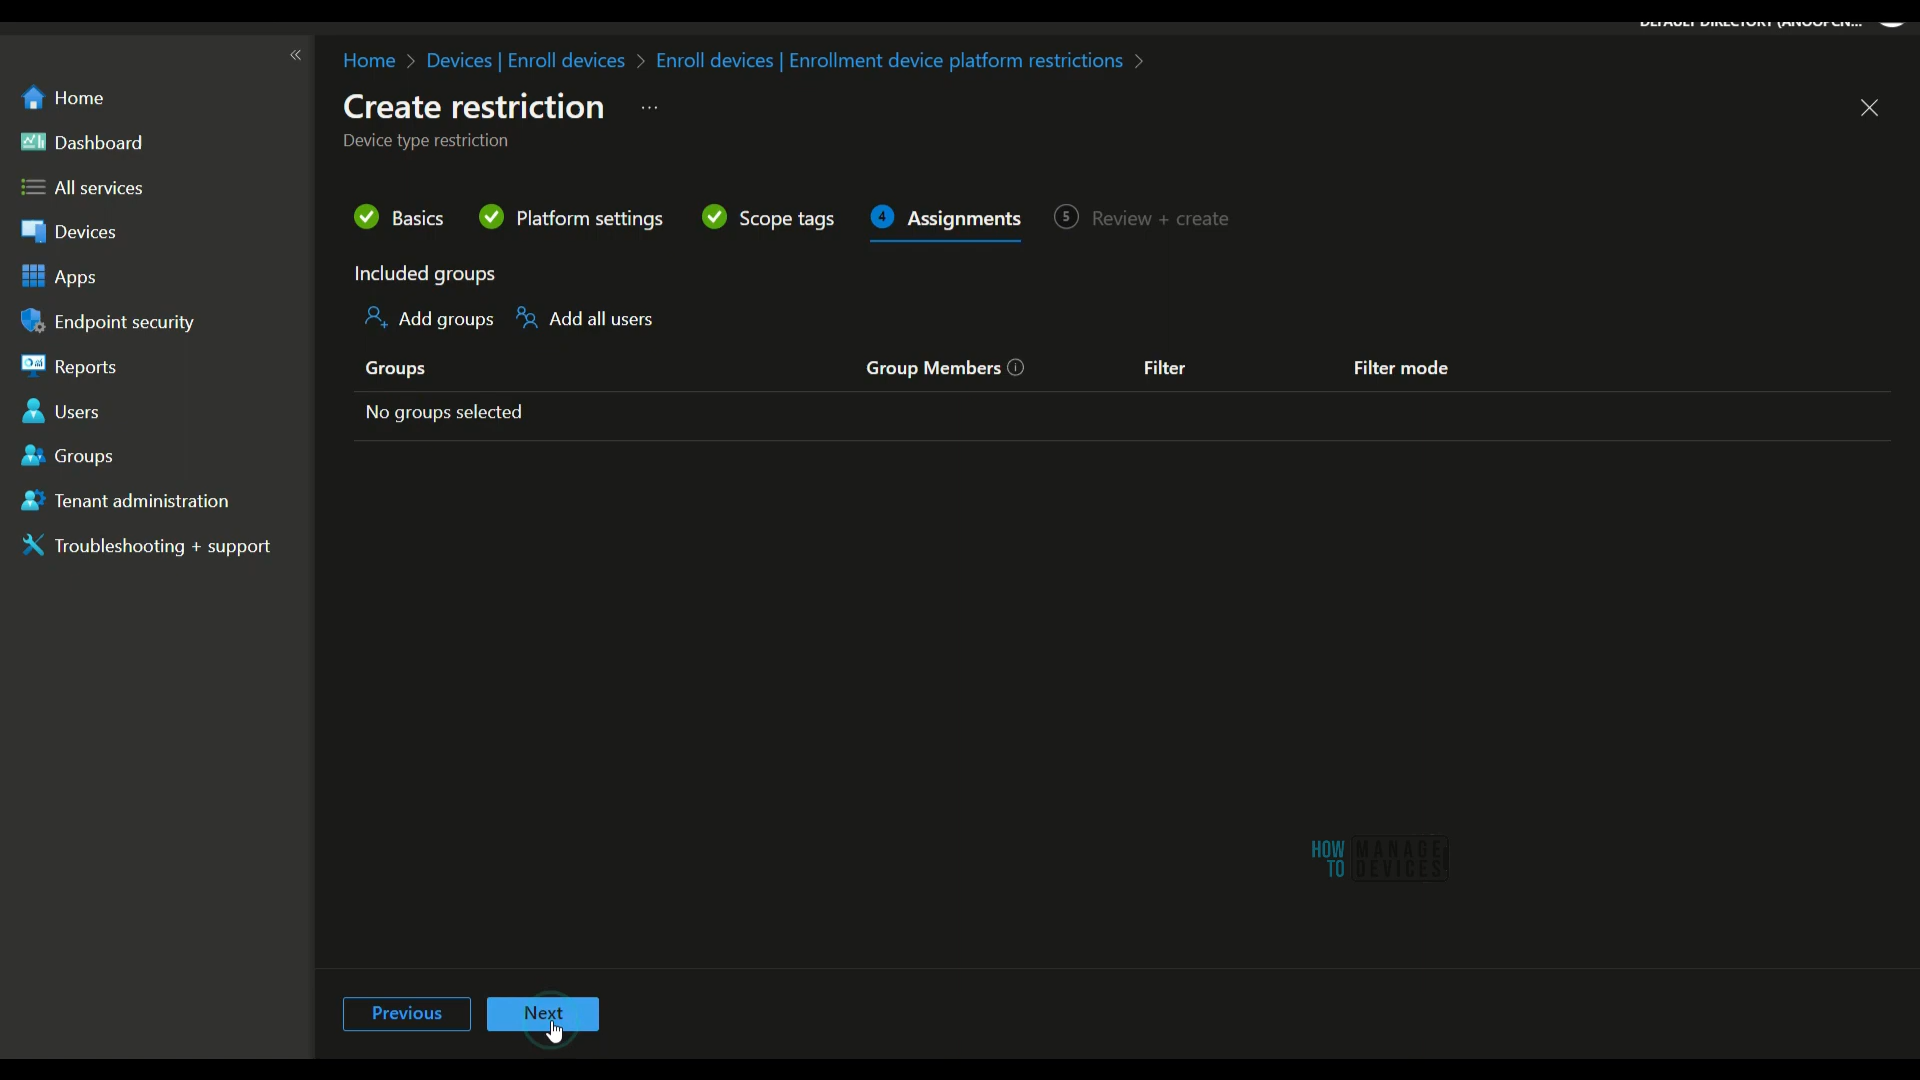 «
Home > Devices | Enroll devices > Enroll devices | Enrollment device platform restrictions >
Home
Dashboard
All services
Devices
Apps
Endpoint security
Reports
Users
Groups
Tenant administration
Troubleshooting + support
Create restriction ...
Device type restriction
Basics Platform settings Scope tags 4 Assignments 5 Review + create
Included groups
Add groups Add all users
Groups Group Members Filter Filter mode
No groups selected
HOW TO MANAGE DEVICES
Previous Next